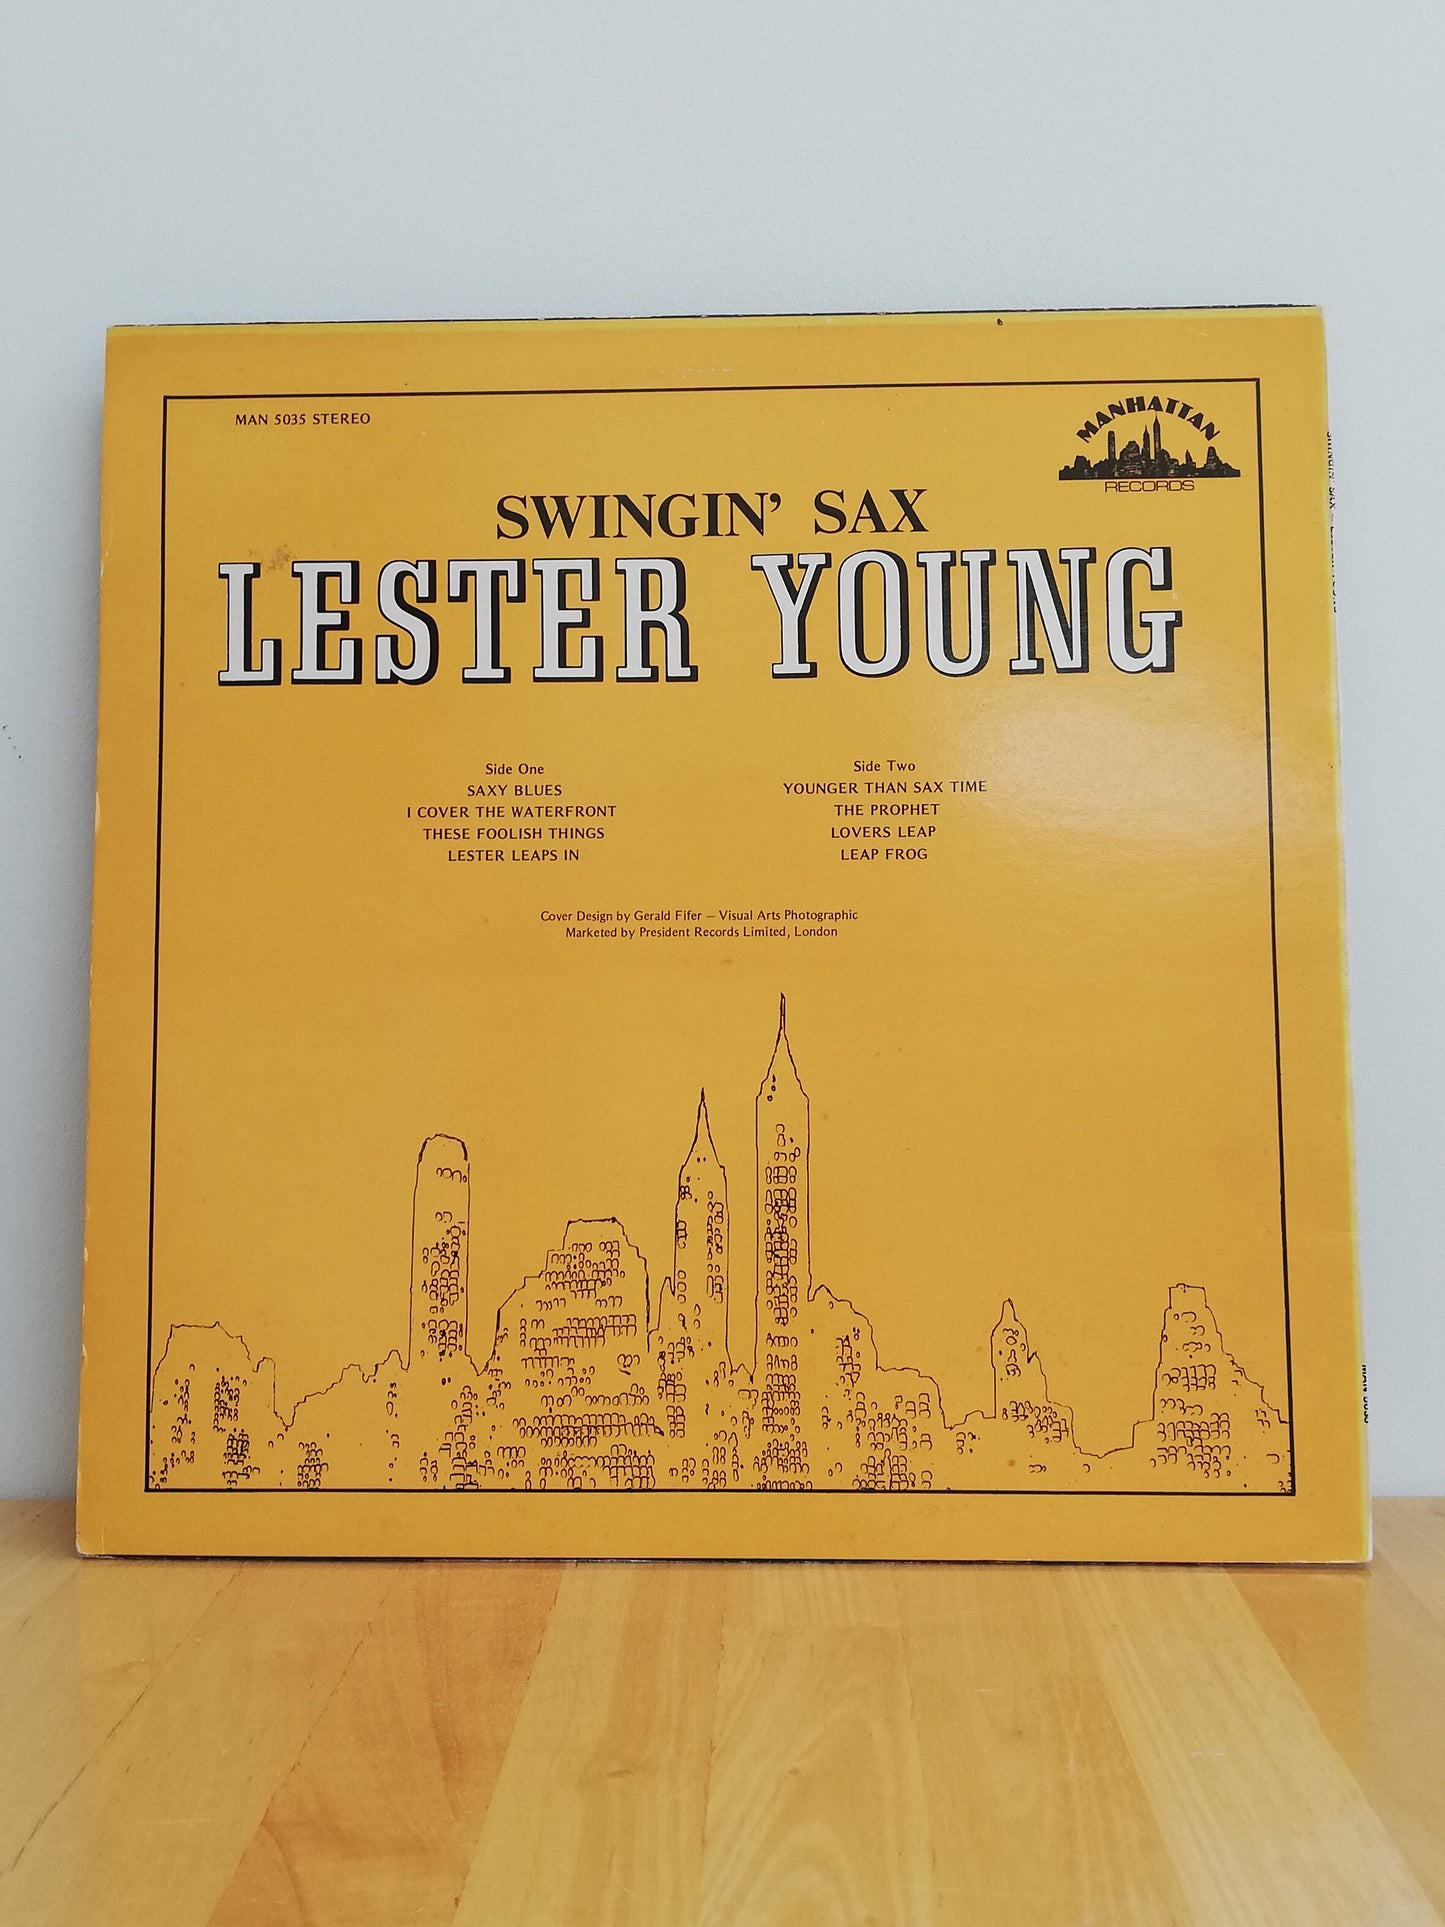 MAN 5035 STEREO
MANHATTAN
RECORDS
SWINGIN' SAX
LESTER YOUNG
Side One
SAXY BLUES
I COVER THE WATERFRONT
THESE FOOLISH THINGS
LESTER LEAPS IN
Side Two
YOUNGER THAN SAX TIME
THE PROPHET
LOVERS LEAP
LEAP FROG
Cover Design by Gerald Fifer — Visual Arts Photographic
Marketed by President Records Limited, London
MAN 5035